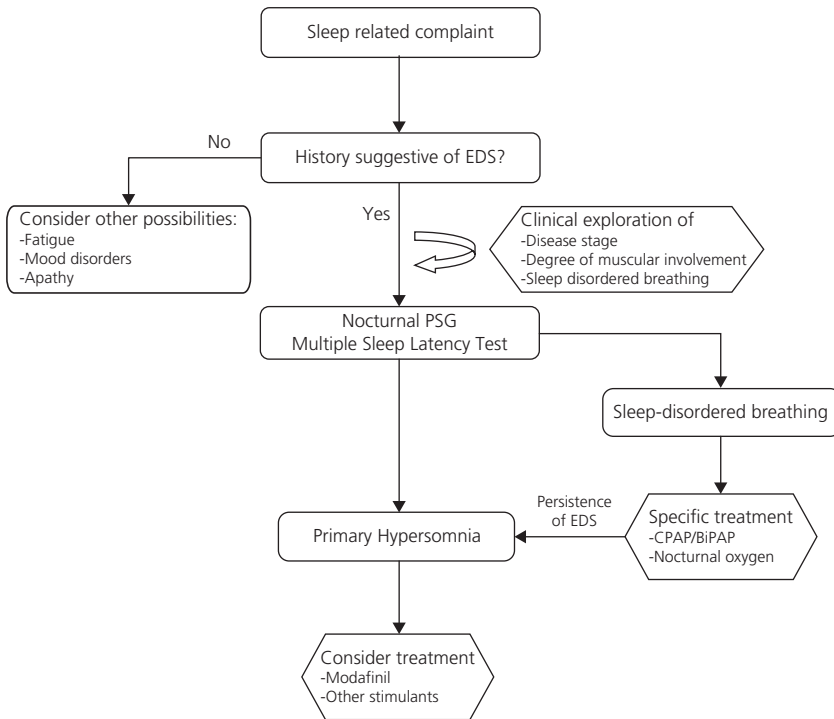 Sleep related complaint
No
History suggestive of EDS?
Consider other possibilities:
-Fatigue
-Mood disorders
-Apathy
Yes
Clinical exploration of
-Disease stage
-Degree of muscular involvement
-Sleep disordered breathing
Nocturnal PSG
Multiple Sleep Latency Test
Sleep-disordered breathing
Persistence
of EDS
Specific treatment
-CPAP/BiPAP
-Nocturnal oxygen
Primary Hypersomnia
Consider treatment
-Modafinil
-Other stimulants